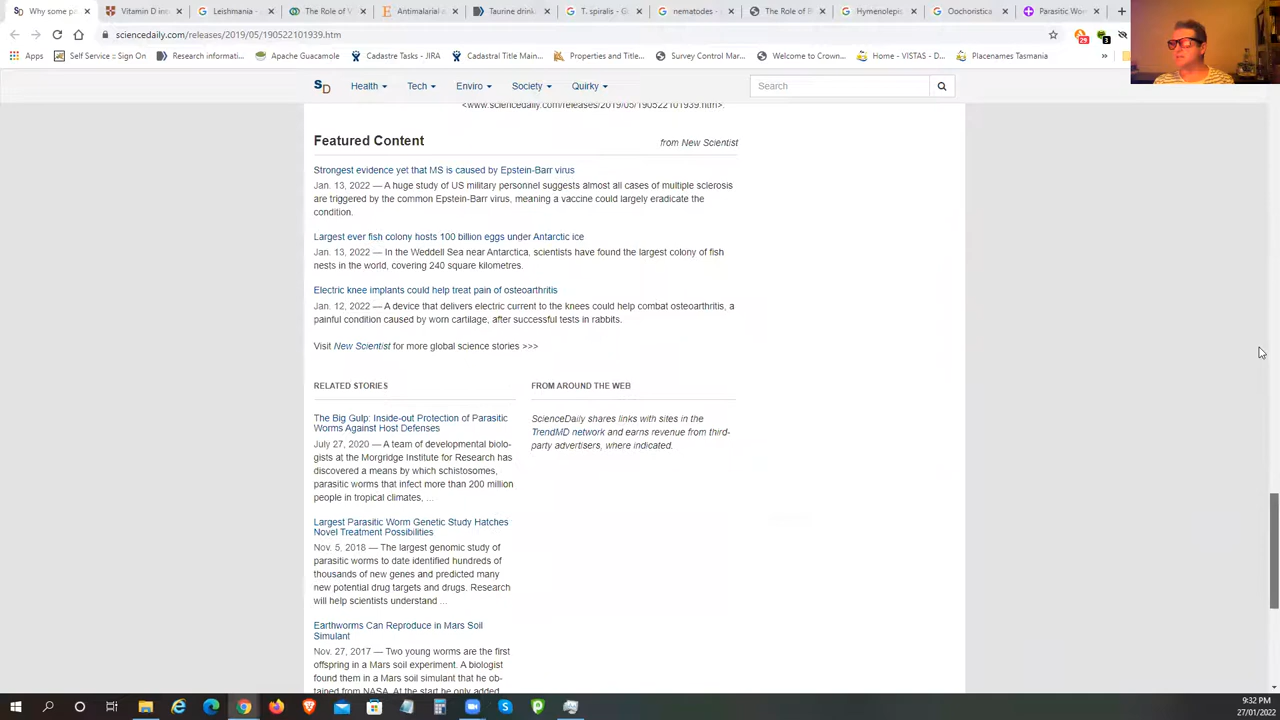 Why some pa
Vitamin D ind
Leishmania -
The Role of V
Antimalarial e
Taurine drink
T. spiralis - G
nematodes -
The Role of B
Hymenolepis
Oochoristica
Parasitic Wor
sciencedaily.com/releases/2019/05/190522101939.htm
29
3
Apps
Self Service - Sign On
Research informati...
Apache Guacamole
Cadastre Tasks - JIRA
Cadastral Title Main...
Properties and Title...
Survey Control Mar...
Welcome to Crown...
Home - VISTAS - D...
Placenames Tasmania
»
SD
Health
Tech
Enviro
Society
Quirky
Search
<www.sciencedaily.com/releases/2019/05/190522101939.htm>.
Featured Content
from New Scientist
Strongest evidence yet that MS is caused by Epstein-Barr virus
Jan. 13, 2022 — A huge study of US military personnel suggests almost all cases of multiple sclerosis
are triggered by the common Epstein-Barr virus, meaning a vaccine could largely eradicate the
condition.
Largest ever fish colony hosts 100 billion eggs under Antarctic ice
Jan. 13, 2022 — In the Weddell Sea near Antarctica, scientists have found the largest colony of fish
nests in the world, covering 240 square kilometres.
Electric knee implants could help treat pain of osteoarthritis
Jan. 12, 2022 — A device that delivers electric current to the knees could help combat osteoarthritis, a
painful condition caused by worn cartilage, after successful tests in rabbits.
Visit New Scientist for more global science stories >>>
RELATED STORIES
The Big Gulp: Inside-out Protection of Parasitic
Worms Against Host Defenses
July 27, 2020 — A team of developmental biolo-
gists at the Morgridge Institute for Research has
discovered a means by which schistosomes,
parasitic worms that infect more than 200 million
people in tropical climates, ...
Largest Parasitic Worm Genetic Study Hatches
Novel Treatment Possibilities
Nov. 5, 2018 — The largest genomic study of
parasitic worms to date identified hundreds of
thousands of new genes and predicted many
new potential drug targets and drugs. Research
will help scientists understand ...
Earthworms Can Reproduce in Mars Soil
Simulant
Nov. 27, 2017 — Two young worms are the first
offspring in a Mars soil experiment. A biologist
found them in a Mars soil simulant that he ob-
tained from NASA. At the start he only added
FROM AROUND THE WEB
ScienceDaily shares links with sites in the
TrendMD network and earns revenue from third-
party advertisers, where indicated.
9:32 PM
27/01/2022